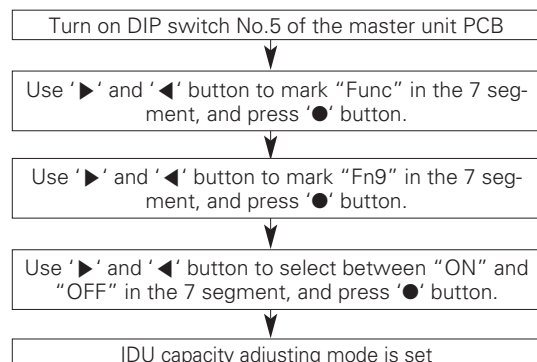 Turn on DIP switch No.5 of the master unit PCB
Use ‘▶‘ and ‘◀‘ button to mark “Func” in the 7 seg-
ment, and press ‘●‘ button.
Use ‘▶‘ and ‘◀‘ button to mark “Fn9” in the 7 seg-
ment, and press ‘●‘ button.
Use ‘▶‘ and ‘◀‘ button to select between “ON” and
“OFF” in the 7 segment, and press ‘●‘ button.
IDU capacity adjusting mode is set